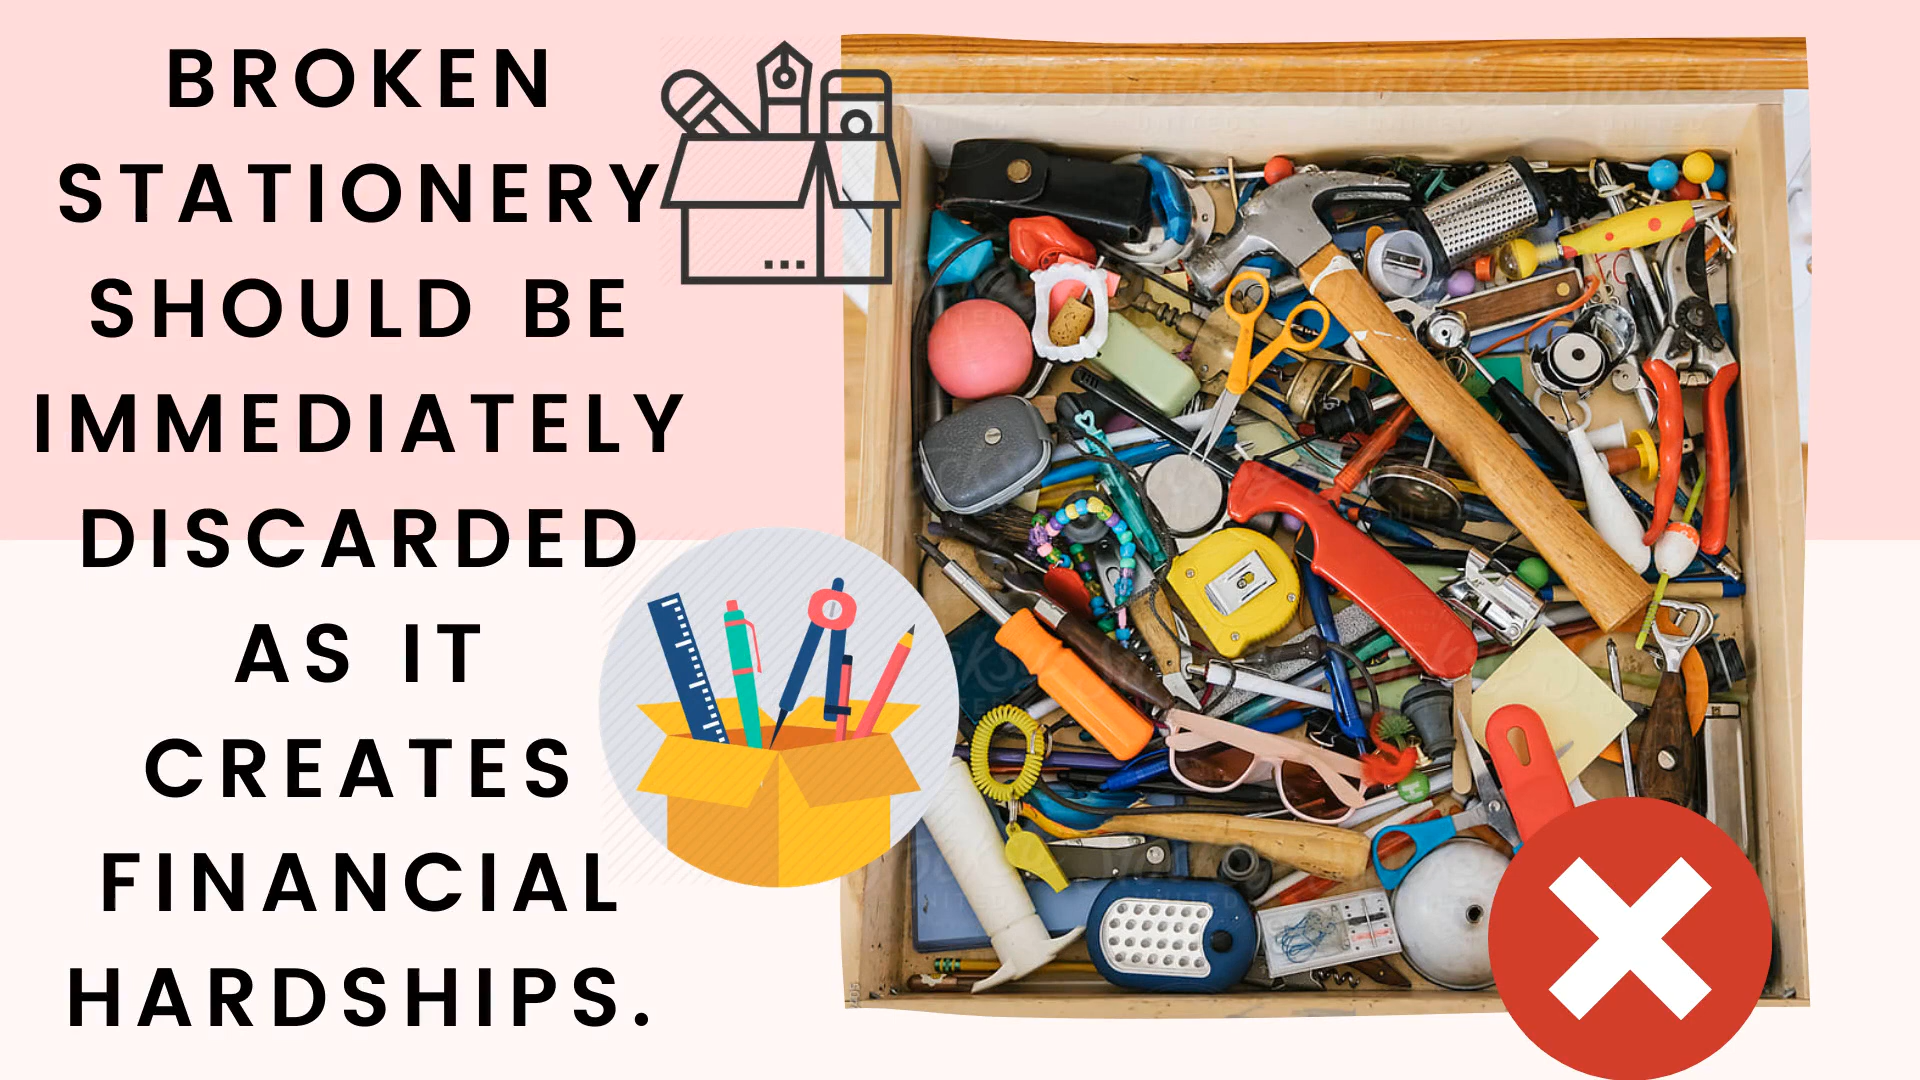 BROKEN
STATIONERY
SHOULD BE
IMMEDIATELY
DISCARDED
AS IT
CREATES
FINANCIAL
HARDSHIPS.